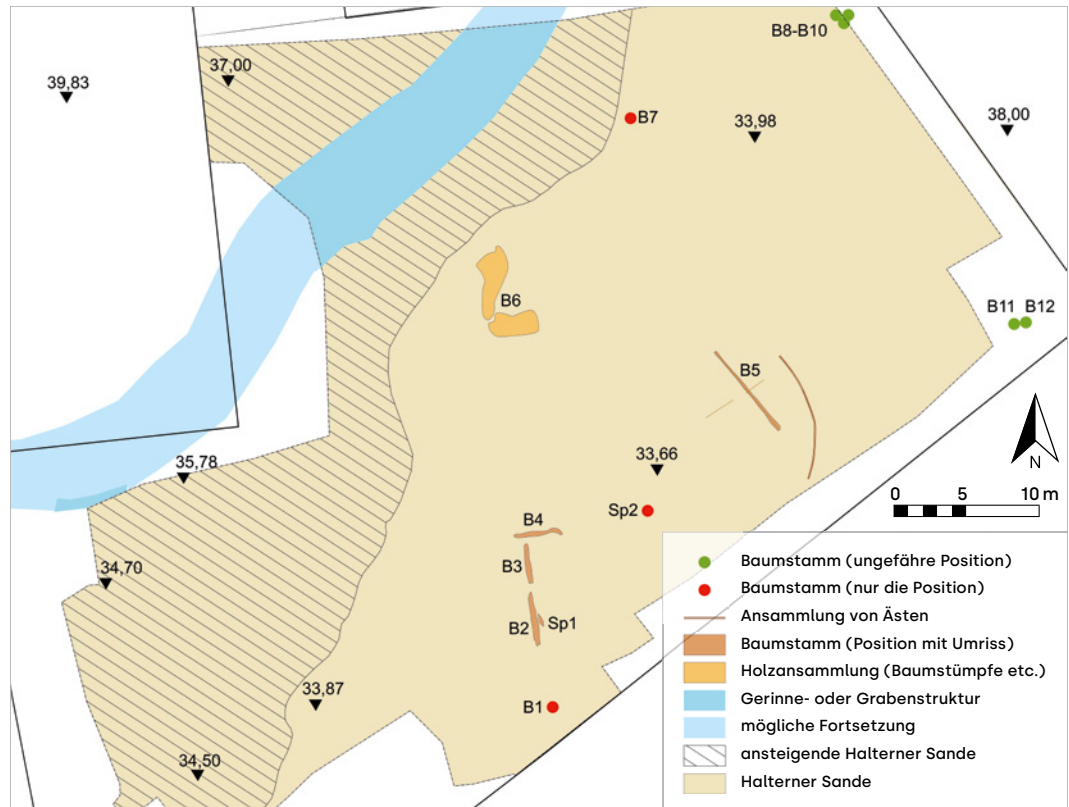 B8-B10
37,00
39,83
B7
33,98
38,00
B6
B11 B12
B5
N
35,78
33,66
0 5 10 m
Sp2
B4
B3
34,70
B2 Sp1
33,87
B1
34,50
Baumstamm (ungefähre Position)
Baumstamm (nur die Position)
Ansammlung von Ästen
Baumstamm (Position mit Umriss)
Holzansammlung (Baumstümpfe etc.)
Gerinne- oder Grabenstruktur
mögliche Fortsetzung
ansteigende Halterner Sande
Halterner Sande